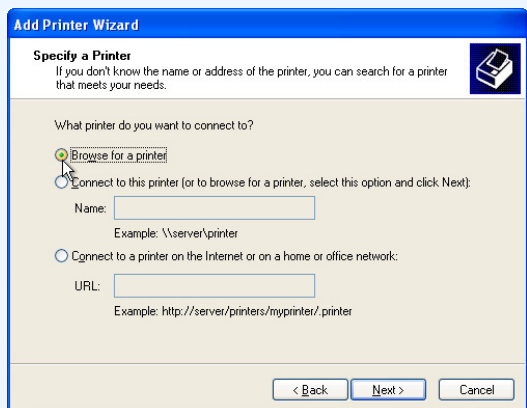 Add Printer Wizard
Specify a Printer
If you don't know the name or address of the printer, you can search for a printer
that meets your needs.
What printer do you want to connect to?
Browse for a printer
Connect to this printer (or to browse for a printer, select this option and click Next):
Name:
Example: \\server\printer
Connect to a printer on the Internet or on a home or office network:
URL:
Example: http://server/printers/myprinter/.printer
< Back Next > Cancel